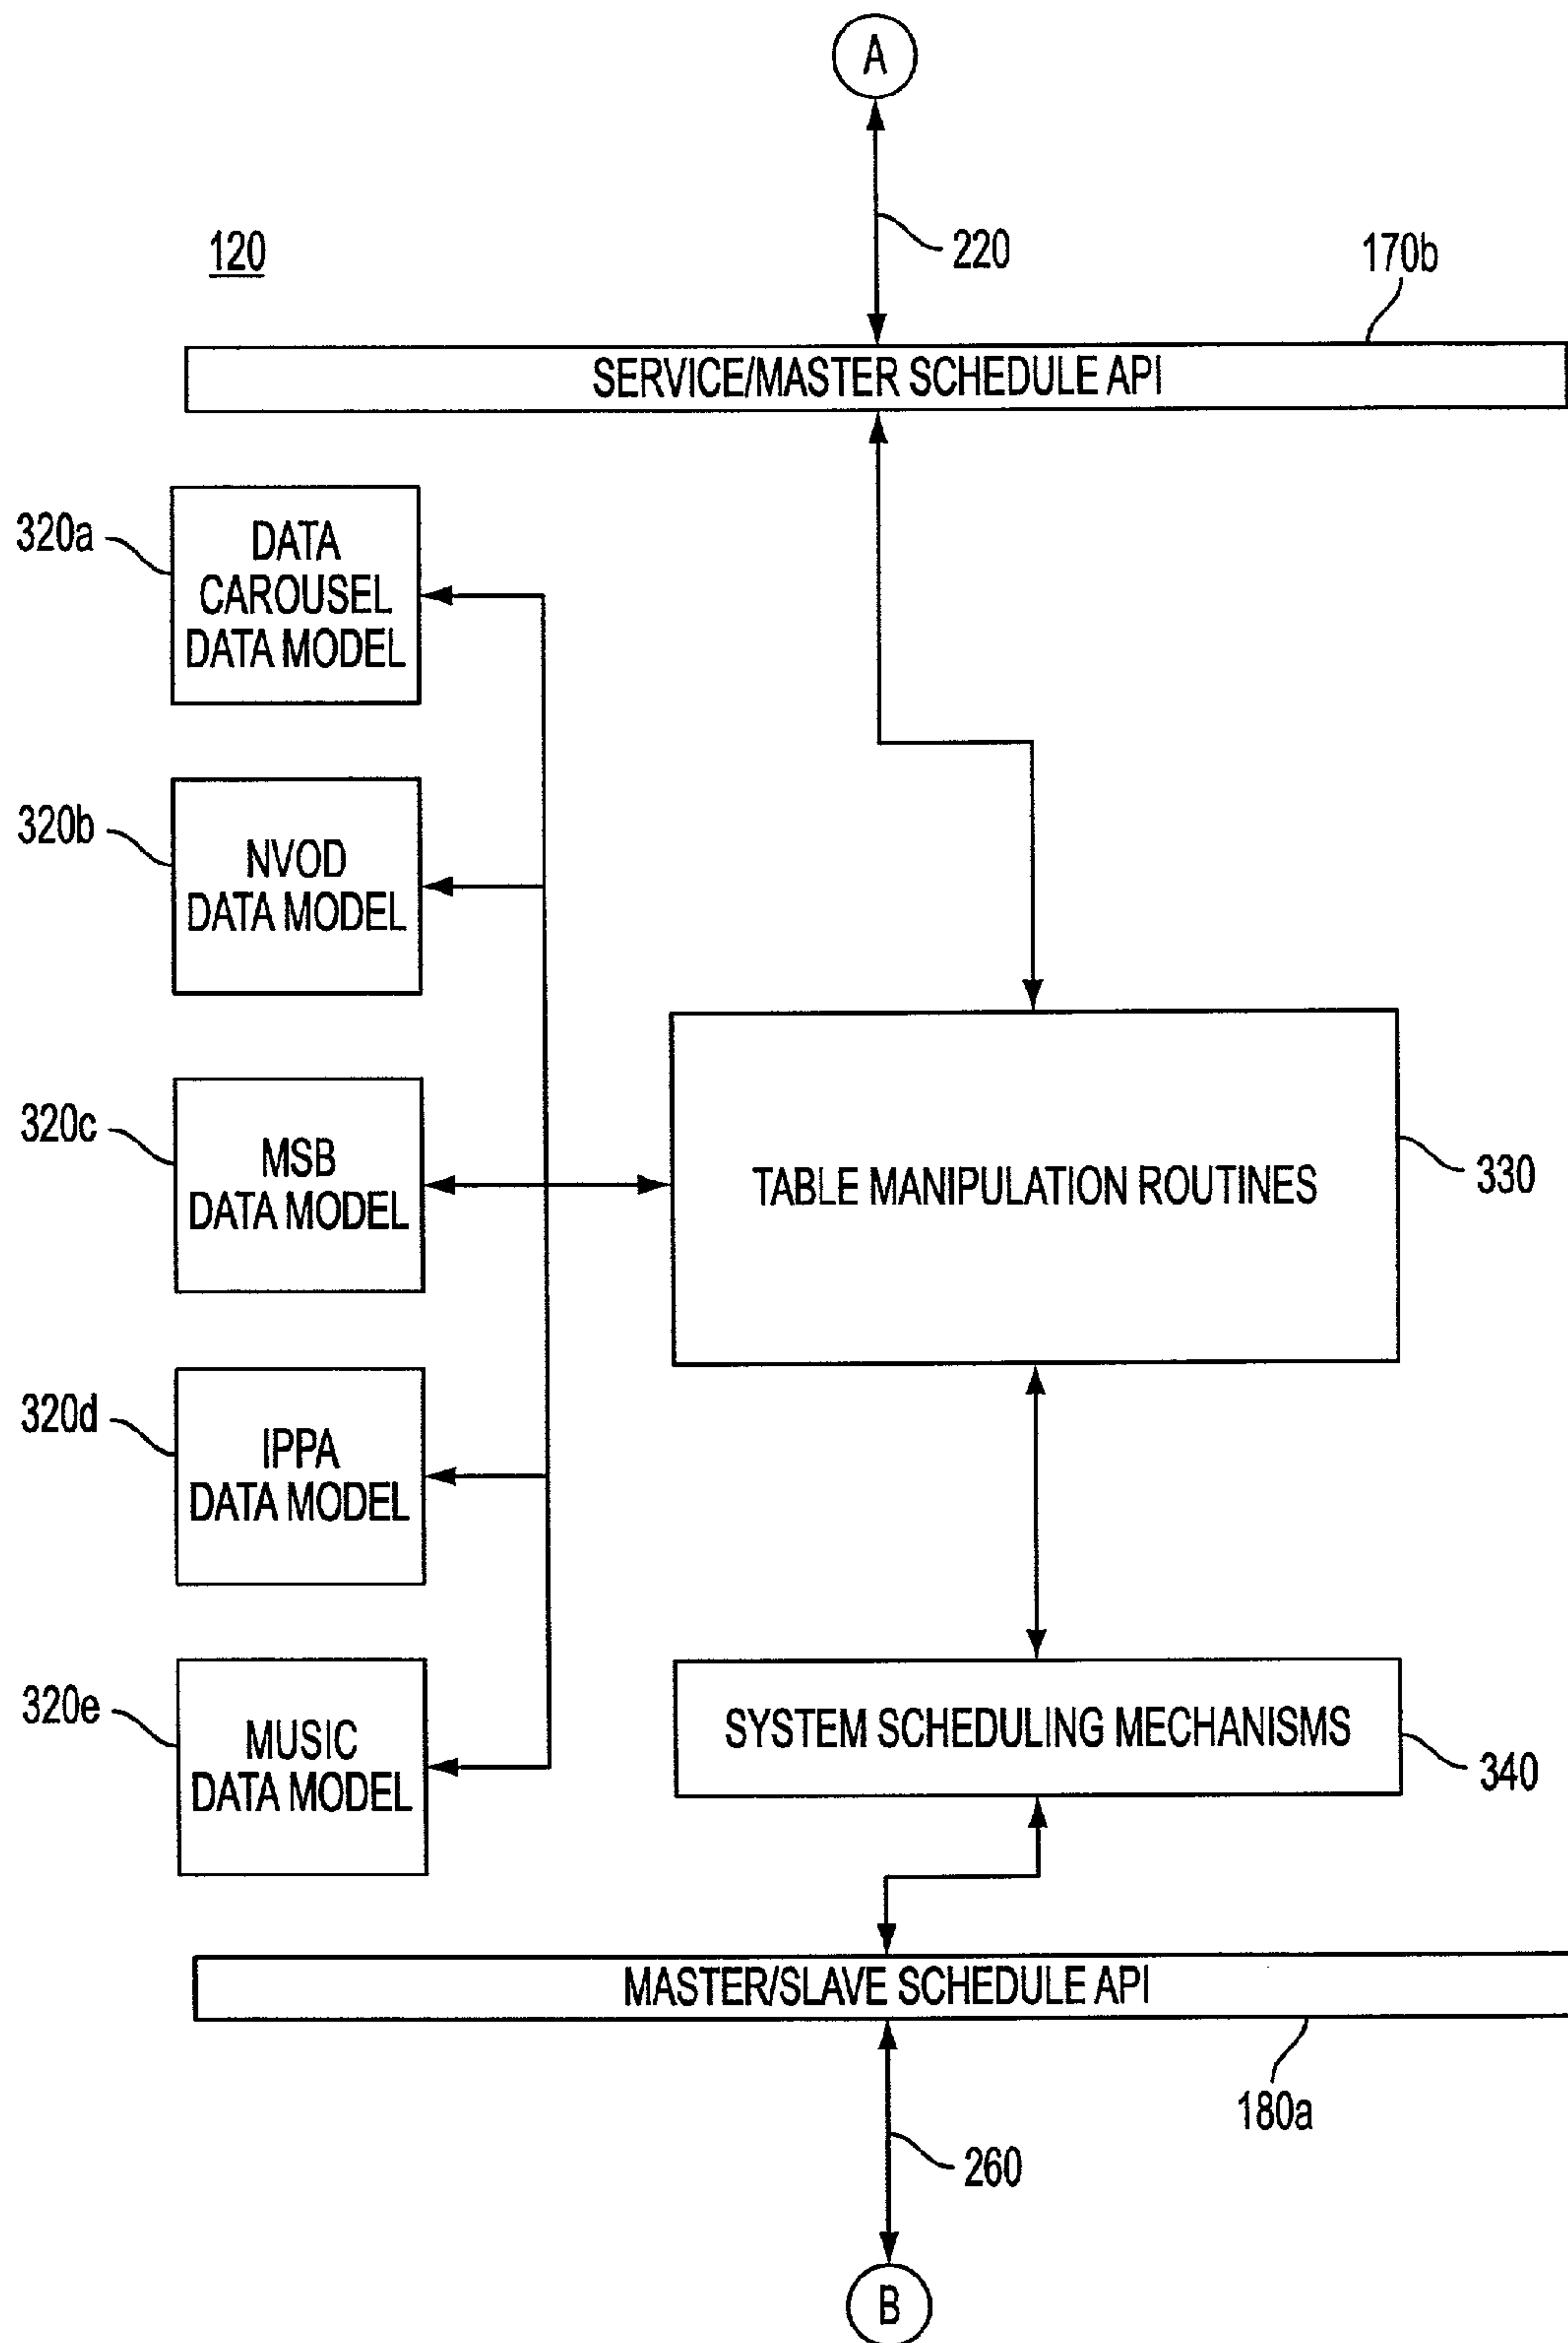 A
220
120
170b
SERVICE/MASTER SCHEDULE API
320a
DATA
CAROUSEL
DATA MODEL
320b
NVOD
DATA MODEL
320c
MSB
DATA MODEL
TABLE MANIPULATION ROUTINES
330
320d
IPPA
DATA MODEL
320e
MUSIC
DATA MODEL
SYSTEM SCHEDULING MECHANISMS
340
MASTER/SLAVE SCHEDULE API
180a
260
B